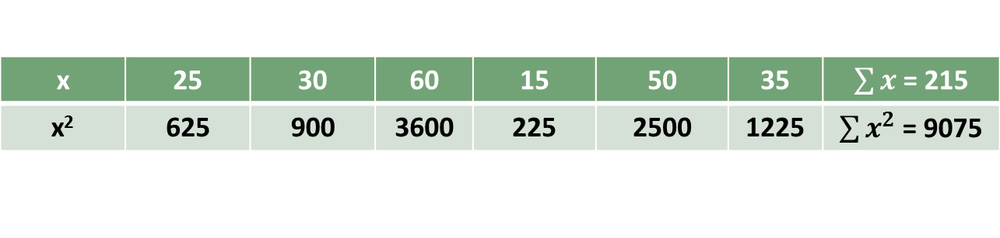 x 25 30 60 15 50 35 ∑ x = 215
x² 625 900 3600 225 2500 1225 ∑ x² = 9075